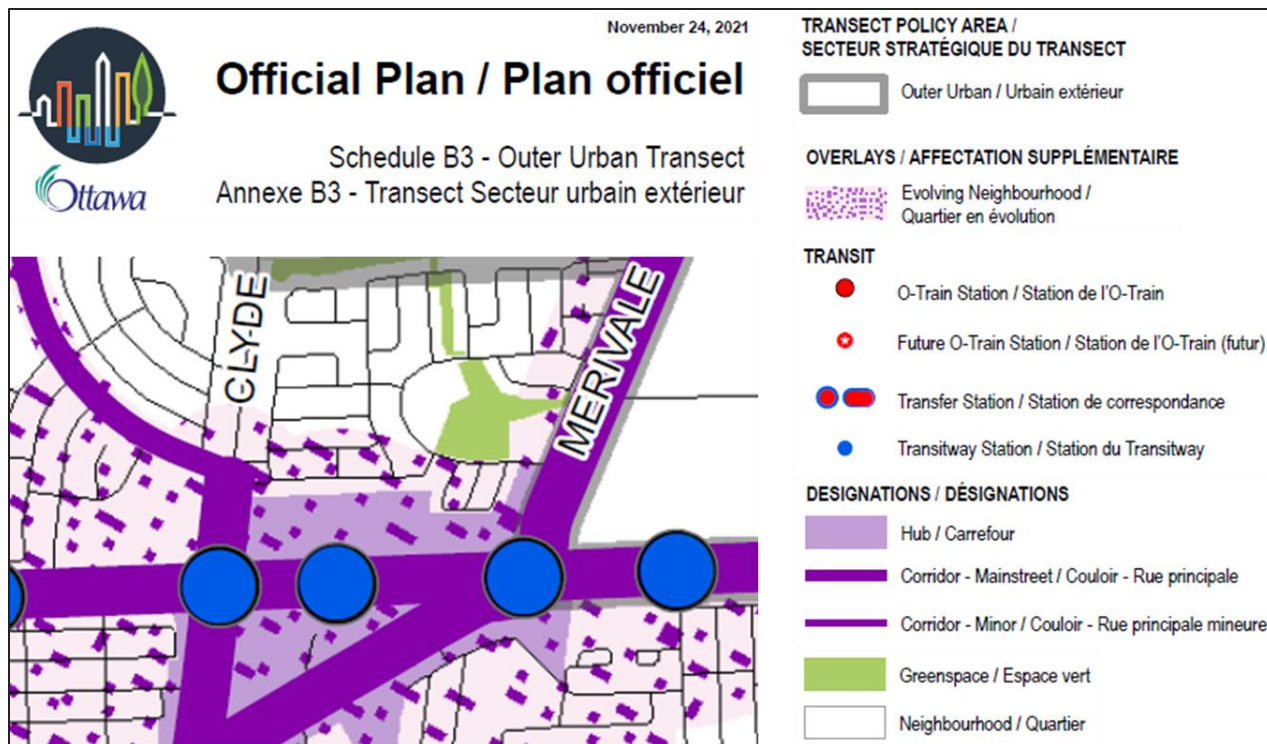 November 24, 2021
Official Plan / Plan officiel
Schedule B3 - Outer Urban Transect
Annexe B3 - Transect Secteur urbain extérieur
Ottawa
CLYDE
MERIVALE
TRANSECT POLICY AREA /
SECTEUR STRATÉGIQUE DU TRANSECT
Outer Urban / Urbain extérieur
OVERLAYS / AFFECTATION SUPPLÉMENTAIRE
Evolving Neighbourhood /
Quartier en évolution
TRANSIT
O-Train Station / Station de l'O-Train
Future O-Train Station / Station de l'O-Train (futur)
Transfer Station / Station de correspondance
Transitway Station / Station du Transitway
DESIGNATIONS / DÉSIGNATIONS
Hub / Carrefour
Corridor - Mainstreet / Couloir - Rue principale
Corridor - Minor / Couloir - Rue principale mineure
Greenspace / Espace vert
Neighbourhood / Quartier